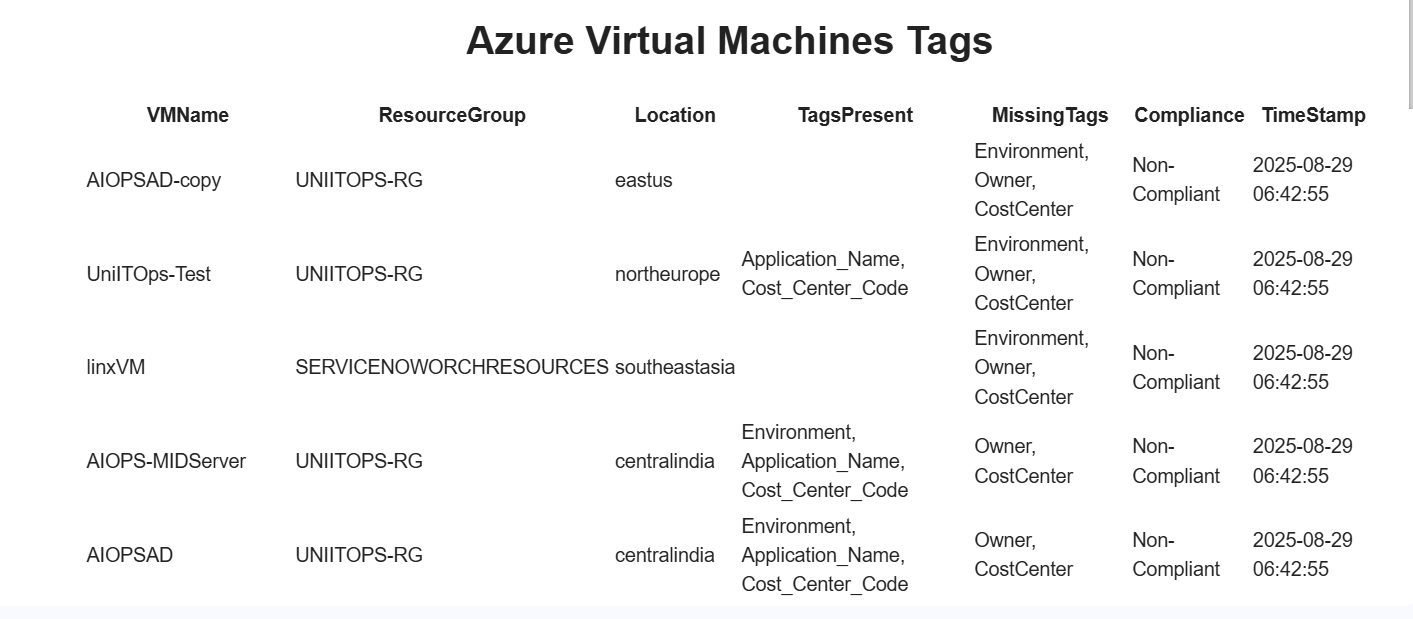 Azure Virtual Machines Tags
VMName ResourceGroup Location TagsPresent MissingTags Compliance TimeStamp
AIOPSAD-copy UNIITOPS-RG eastus Environment, Owner, CostCenter Non-Compliant 2025-08-29 06:42:55
UniITOps-Test UNIITOPS-RG northeurope Application_Name, Cost_Center_Code Environment, Owner, CostCenter Non-Compliant 2025-08-29 06:42:55
linxVM SERVICENOWORCHRESOURCES southeastasia Environment, Owner, CostCenter Non-Compliant 2025-08-29 06:42:55
AIOPS-MIDServer UNIITOPS-RG centralindia Environment, Application_Name, Cost_Center_Code Owner, CostCenter Non-Compliant 2025-08-29 06:42:55
AIOPSAD UNIITOPS-RG centralindia Environment, Application_Name, Cost_Center_Code Owner, CostCenter Non-Compliant 2025-08-29 06:42:55